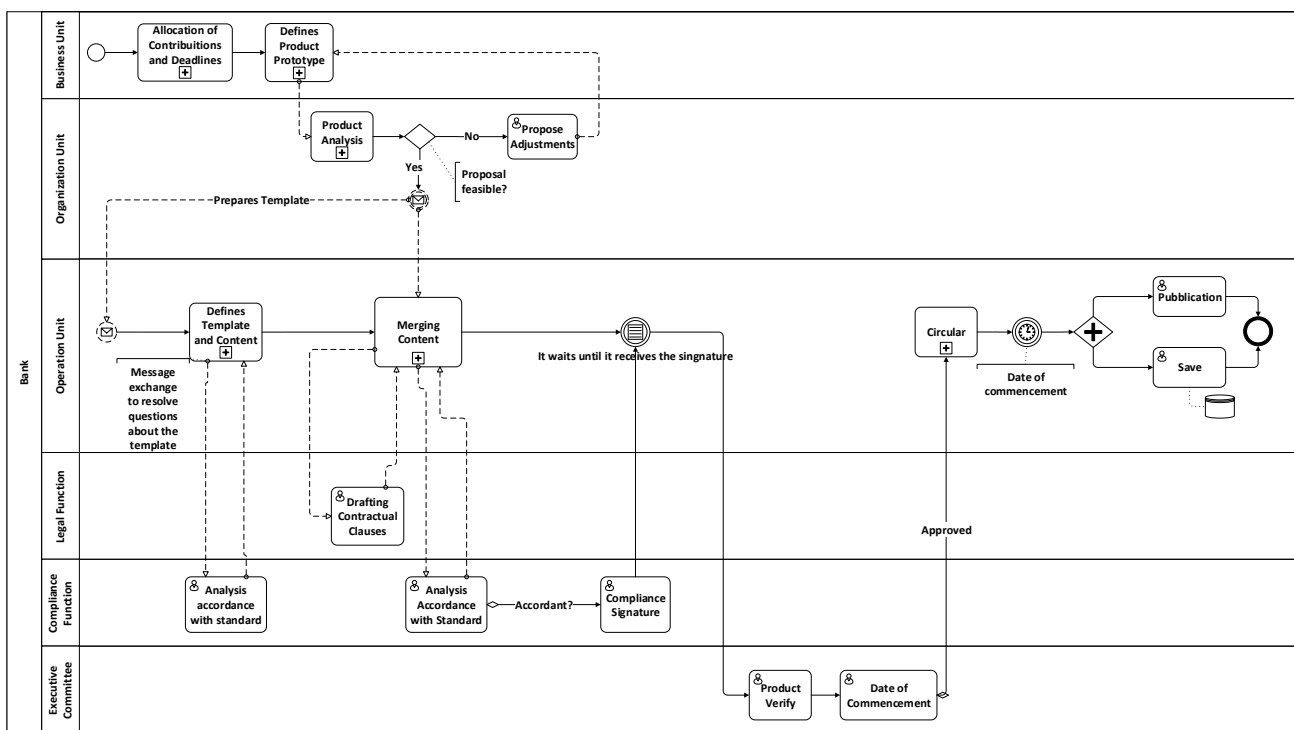 Bank
Business Unit
Allocation of
Contribuitions
and Deadlines
Defines
Product
Prototype
Organization Unit
Product
Analysis
No
Propose
Adjustments
Yes
Proposal
feasible?
Prepares Template
Operation Unit
Defines
Template
and Content
Merging
Content
It waits until it receives the singnature
Message
exchange
to resolve
questions
about the
template
Circular
Date of
commencement
Pubblication
Save
Legal Function
Drafting
Contractual
Clauses
Approved
Compliance
Function
Analysis
accordance
with standard
Analysis
Accordance
with Standard
Accordant?
Compliance
Signature
Executive
Committee
Product
Verify
Date of
Commencement